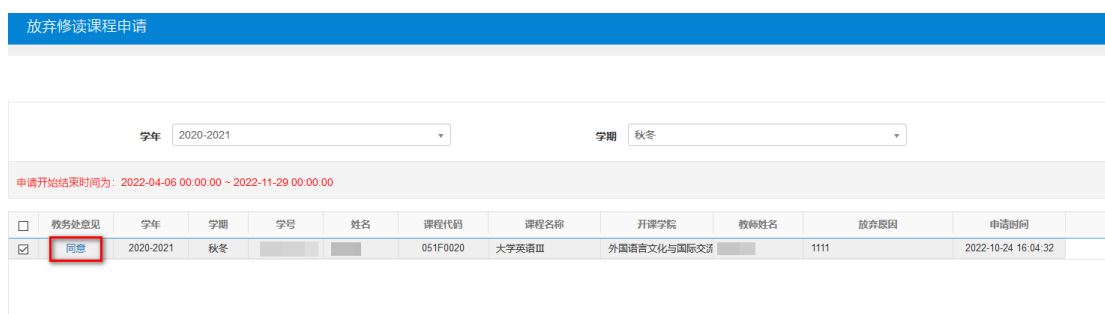 放弃修读课程申请
学年 2020-2021 学期 秋冬
申请开始结束时间为：2022-04-06 00:00:00 ~ 2022-11-29 00:00:00
教务处意见 学年 学期 学号 姓名 课程代码 课程名称 开课学院 教师姓名 放弃原因 申请时间
同意 2020-2021 秋冬 051F0020 大学英语Ⅲ 外国语言文化与国际交流 1111 2022-10-24 16:04:32